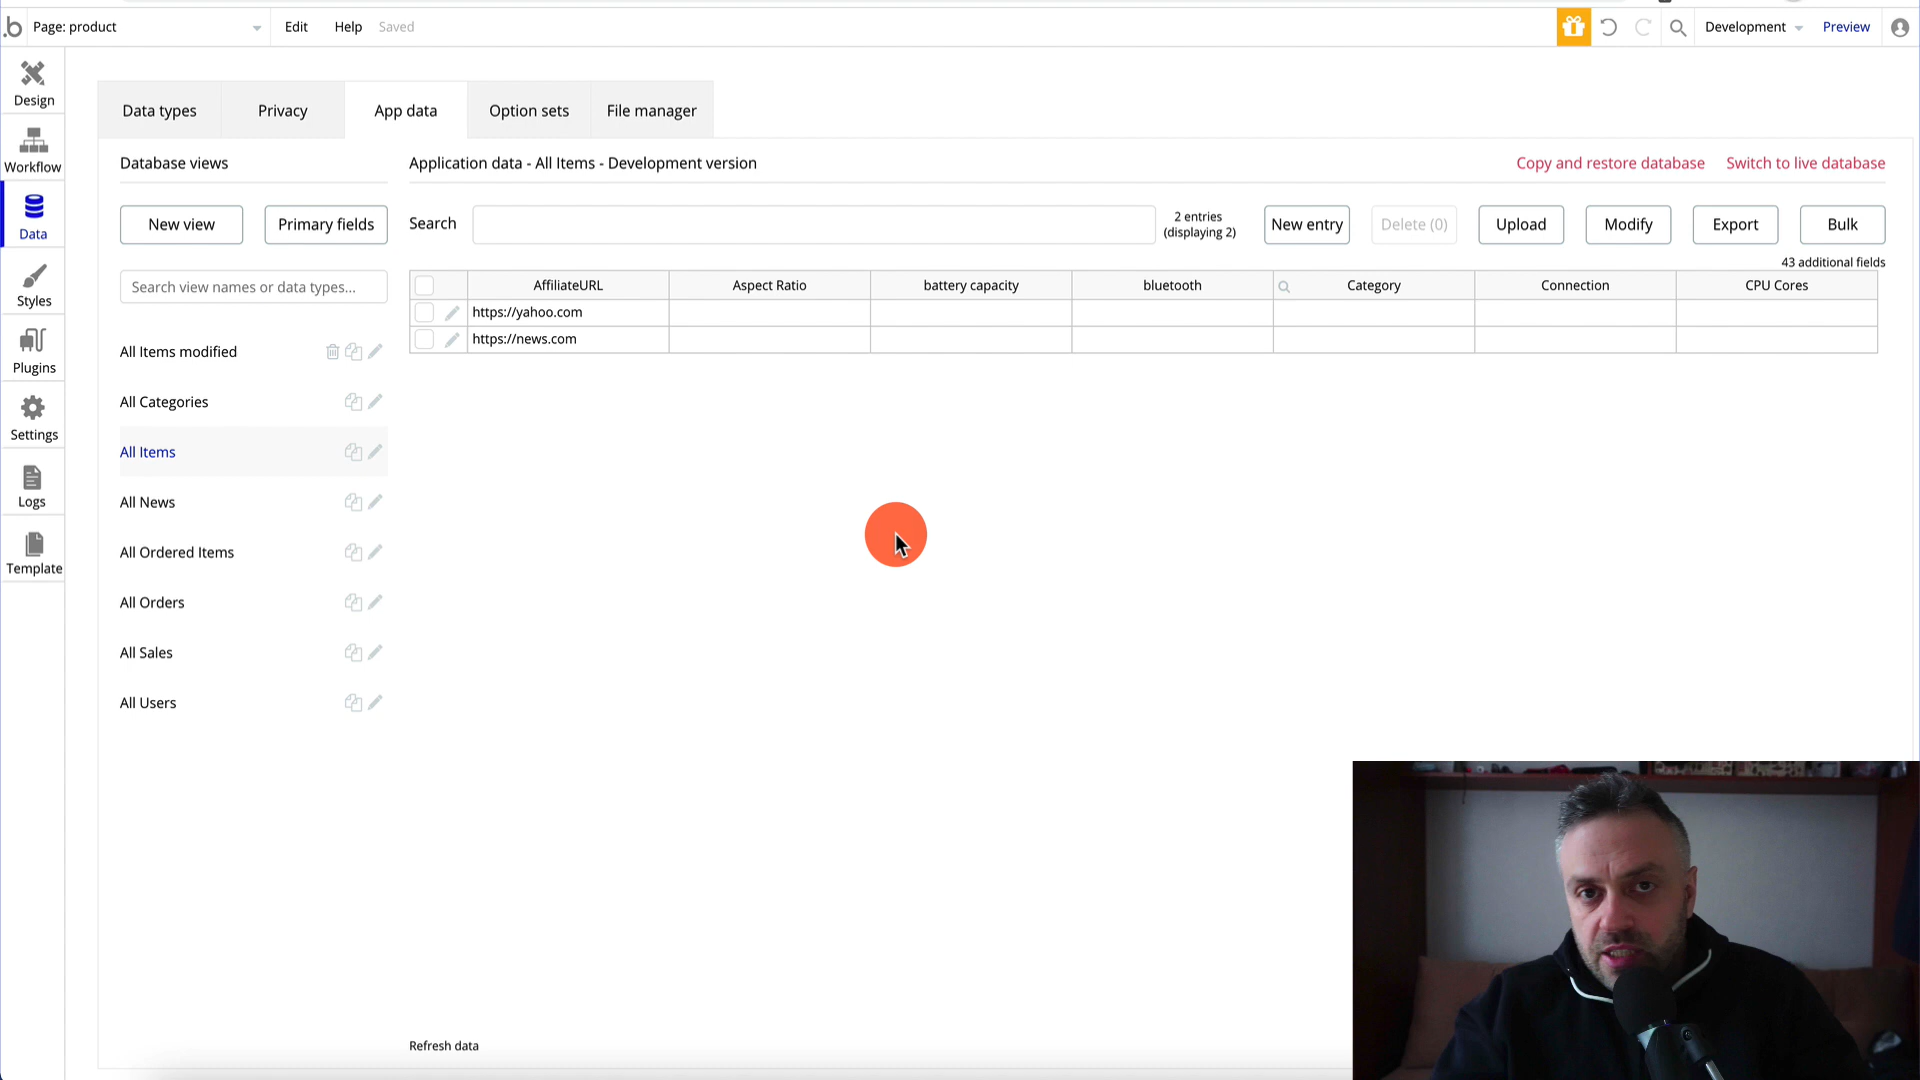 .b Page: product Edit Help Saved Development Preview
Design
Workflow
Data
Styles
Plugins
Settings
Logs
Template
Data types Privacy App data Option sets File manager
Database views
New view Primary fields
Search view names or data types...
All Items modified
All Categories
All Items
All News
All Ordered Items
All Orders
All Sales
All Users
Application data - All Items - Development version
Copy and restore database Switch to live database
Search
2 entries
(displaying 2)
New entry Delete (0) Upload Modify Export Bulk
43 additional fields
AffiliateURL Aspect Ratio battery capacity bluetooth Category Connection CPU Cores
https://yahoo.com
https://news.com
Refresh data